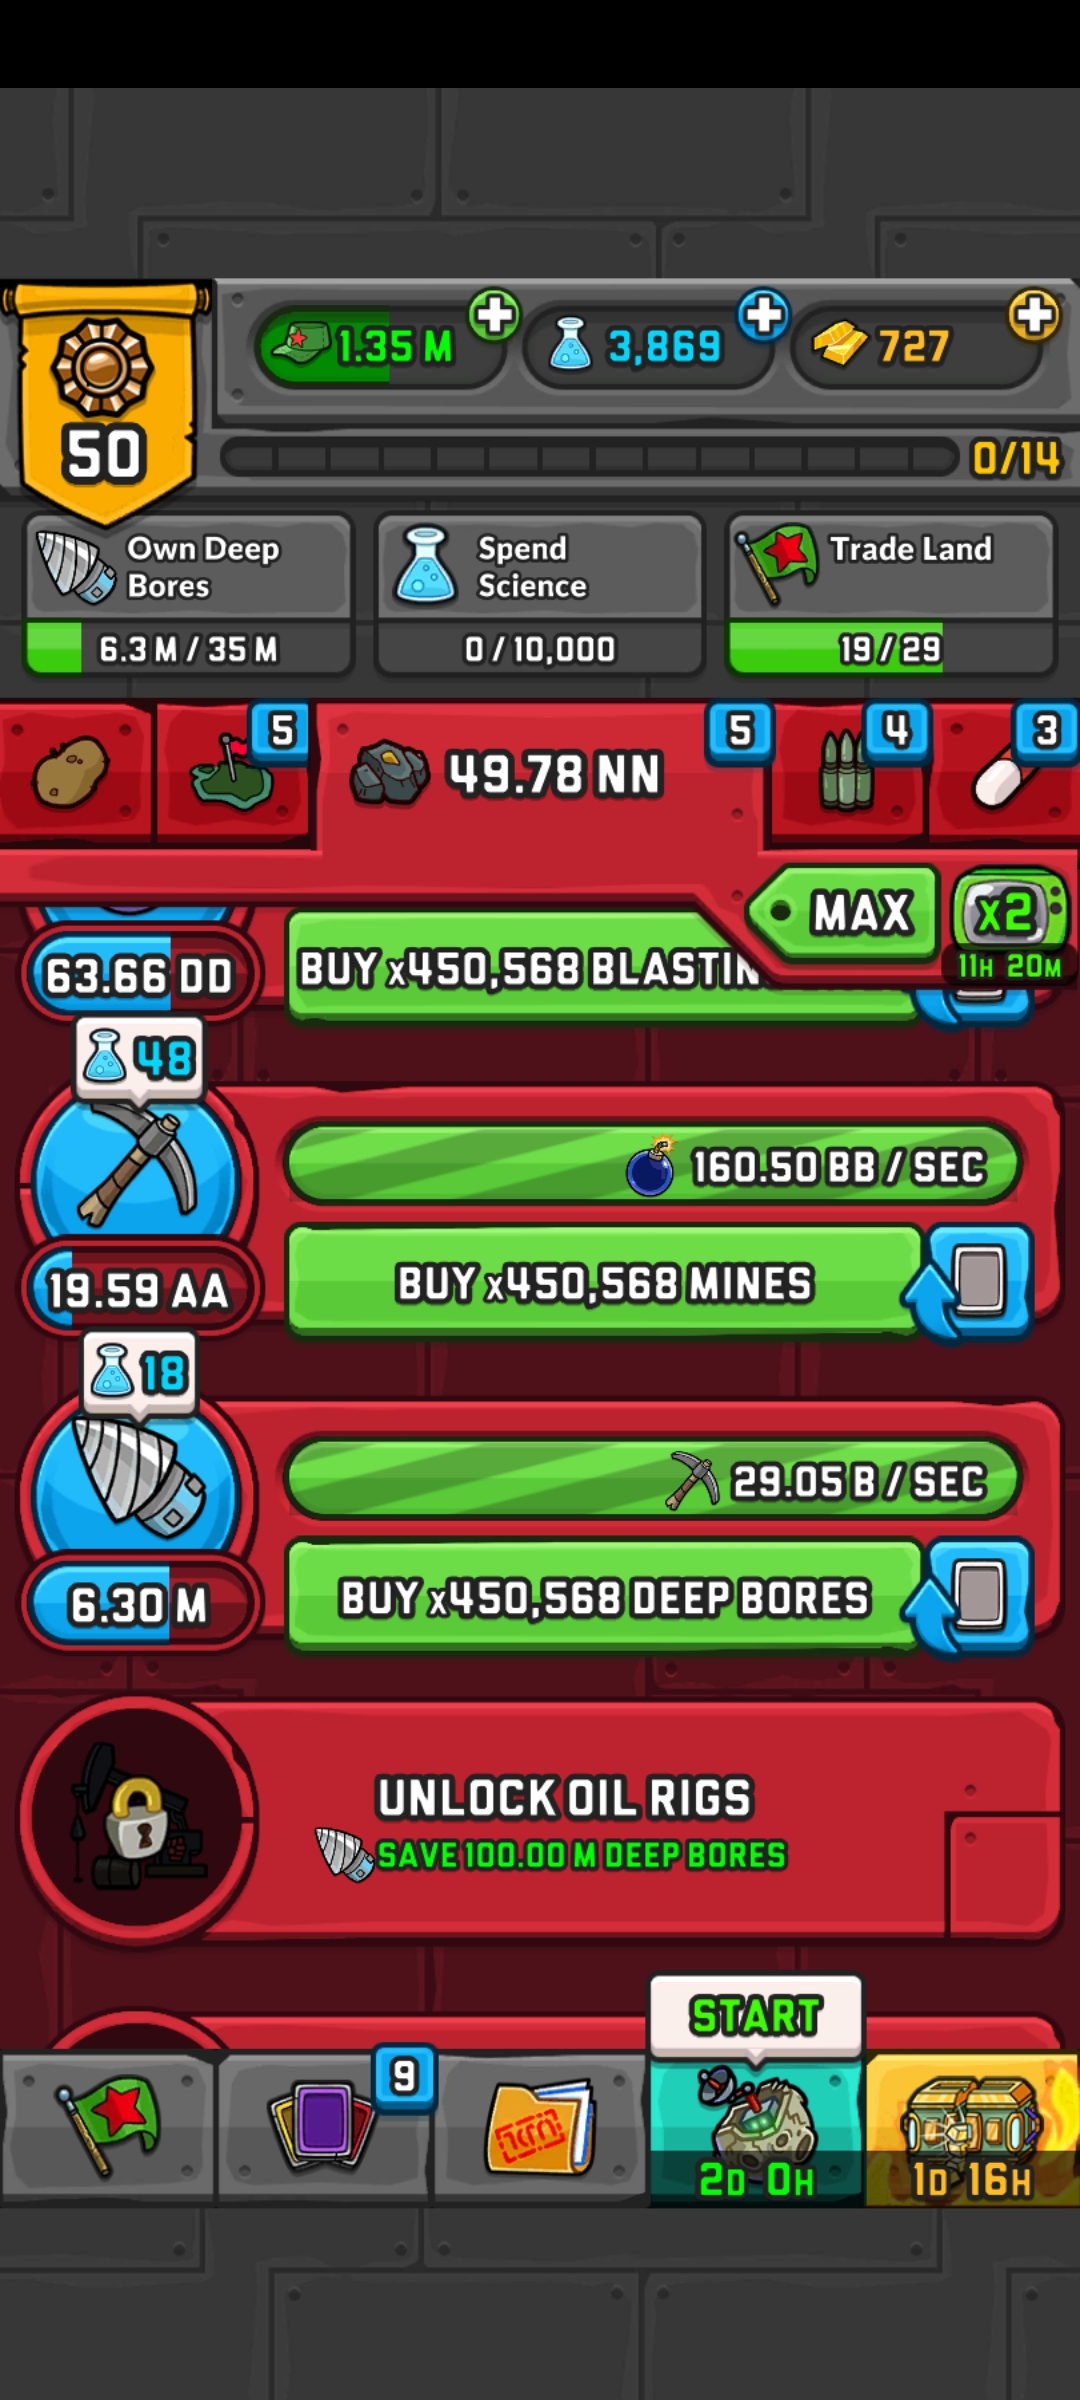 1.35 M
3,869
727
50
0/14
Own Deep
Bores
6.3 M / 35 M
Spend
Science
0 / 10,000
Trade Land
19 / 29
5
49.78 NN
5
4
3
MAX
x2
11H 20M
63.66 DD
BUY x450,568 BLASTIN
48
160.50 BB / SEC
19.59 AA
BUY x450,568 MINES
18
29.05 B / SEC
6.30 M
BUY x450,568 DEEP BORES
UNLOCK OIL RIGS
SAVE 100.00 M DEEP BORES
START
9
2D 0H
1D 16H